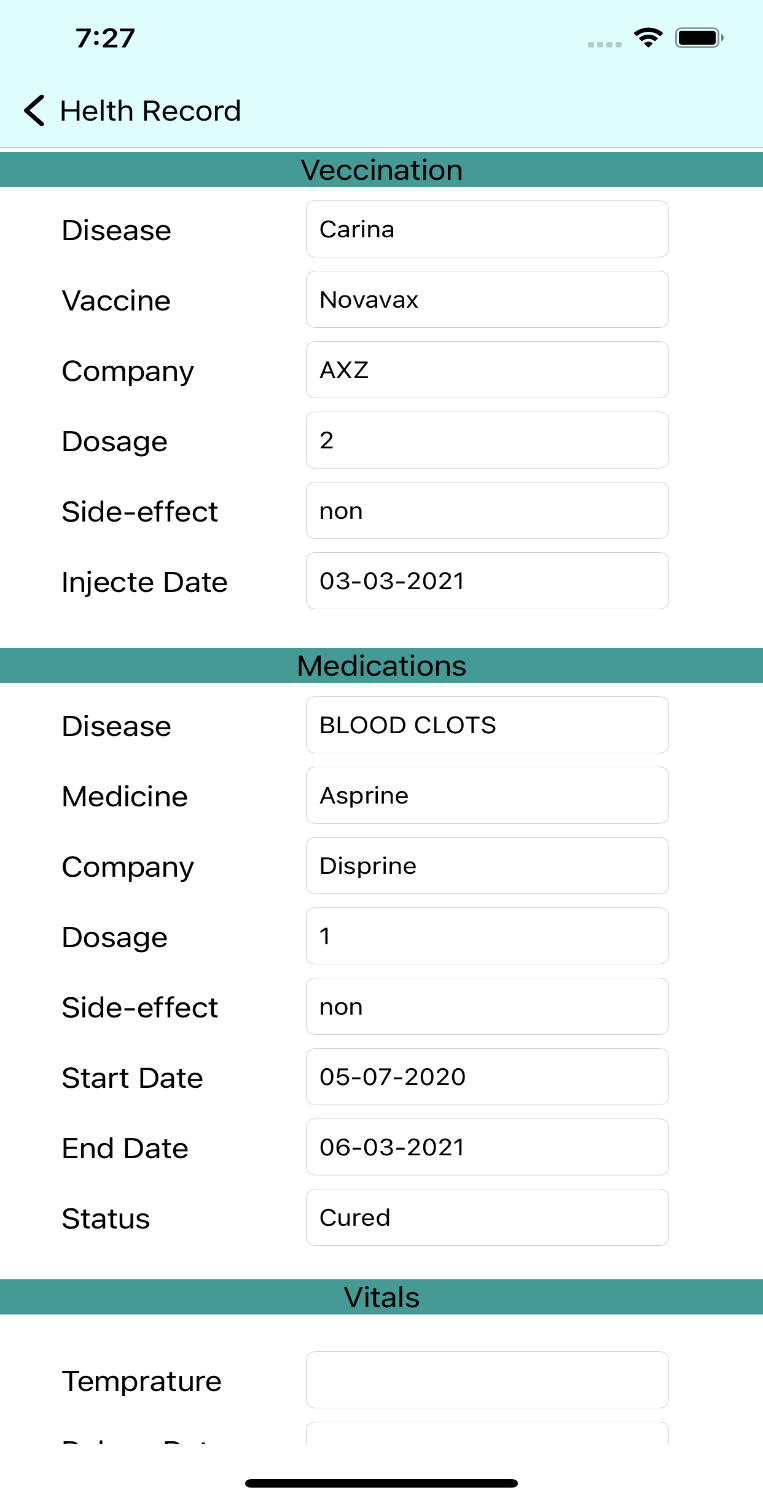 7:27
Helth Record
Veccination
Disease Carina
Vaccine Novavax
Company AXZ
Dosage 2
Side-effect non
Injecte Date 03-03-2021
Medications
Disease BLOOD CLOTS
Medicine Asprine
Company Disprine
Dosage 1
Side-effect non
Start Date 05-07-2020
End Date 06-03-2021
Status Cured
Vitals
Temprature